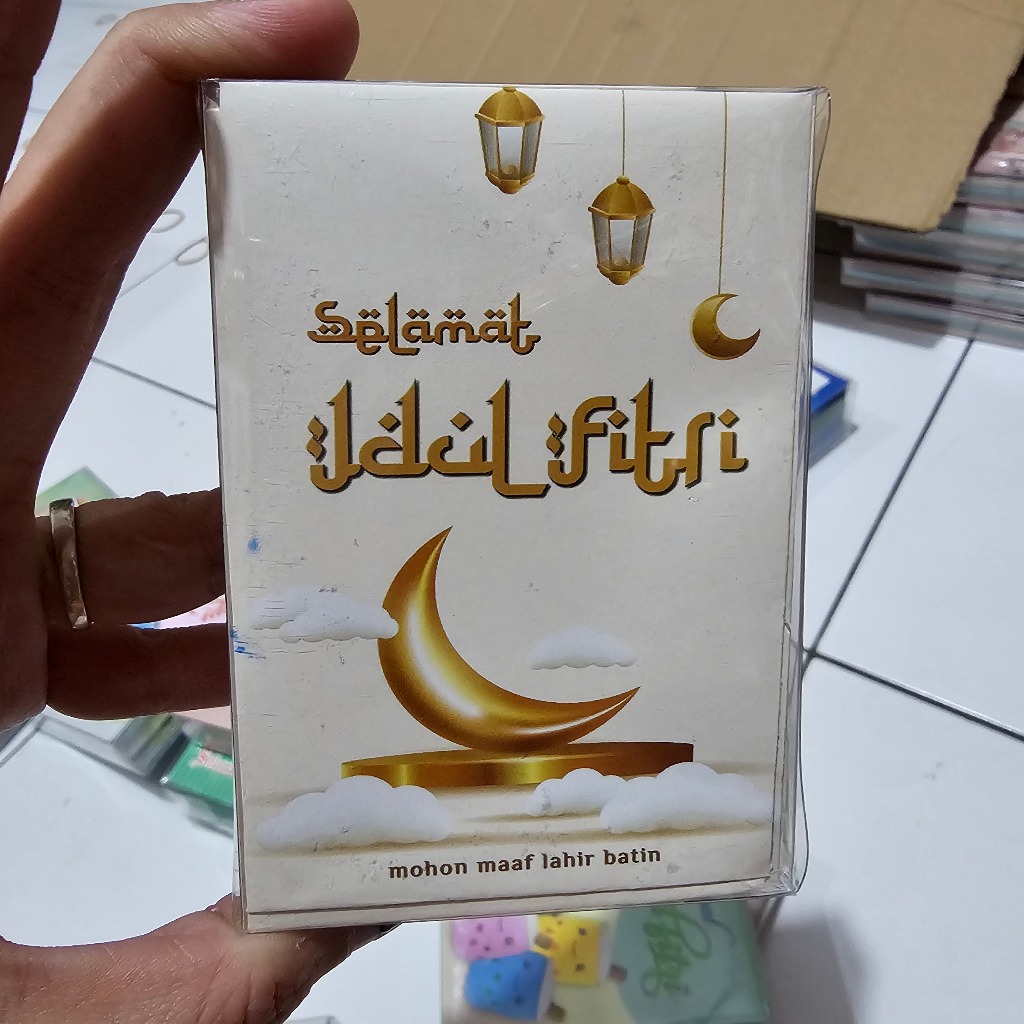 Selamat
Idul Fitri
mohon maaf lahir batin